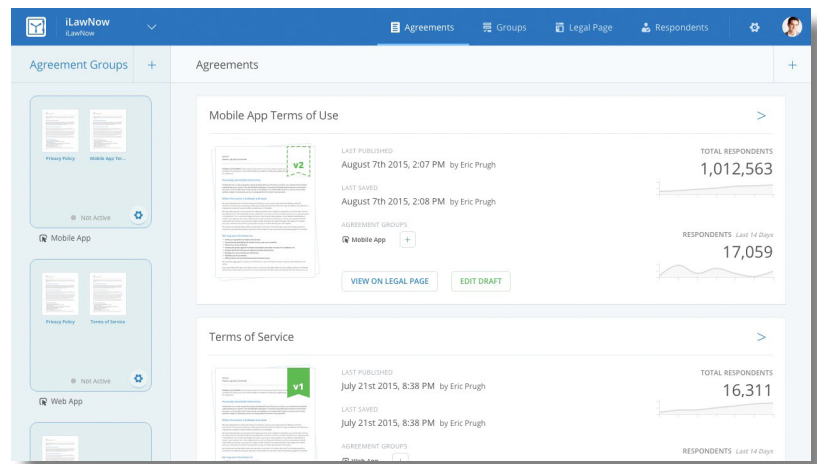 iLawNow
iLawNow
Agreements
Groups
Legal Page
Respondents
Agreement Groups +
Agreements
+
Privacy Policy
Mobile App Ter...
Not Active
Mobile App
Privacy Policy
Terms of Service
Not Active
Web App
Mobile App Terms of Use
>
v2
LAST PUBLISHED
August 7th 2015, 2:07 PM by Eric Prugh
LAST SAVED
August 7th 2015, 2:08 PM by Eric Prugh
AGREEMENT GROUPS
Mobile App +
VIEW ON LEGAL PAGE
EDIT DRAFT
TOTAL RESPONDENTS
1,012,563
RESPONDENTS Last 14 Days
17,059
Terms of Service
>
v1
LAST PUBLISHED
July 21st 2015, 8:38 PM by Eric Prugh
LAST SAVED
July 21st 2015, 8:38 PM by Eric Prugh
AGREEMENT GROUPS
Web App +
TOTAL RESPONDENTS
16,311
RESPONDENTS Last 14 Days